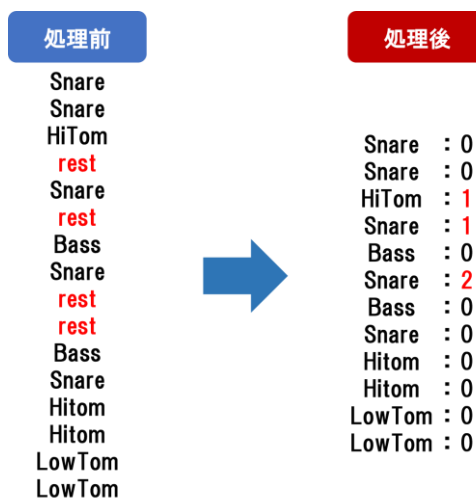 処理前
Snare
Snare
HiTom
rest
Snare
rest
Bass
Snare
rest
rest
Bass
Snare
Hitom
Hitom
LowTom
LowTom
処理後
Snare : 0
Snare : 0
HiTom : 1
Snare : 1
Bass : 0
Snare : 2
Bass : 0
Snare : 0
Hitom : 0
Hitom : 0
LowTom : 0
LowTom : 0